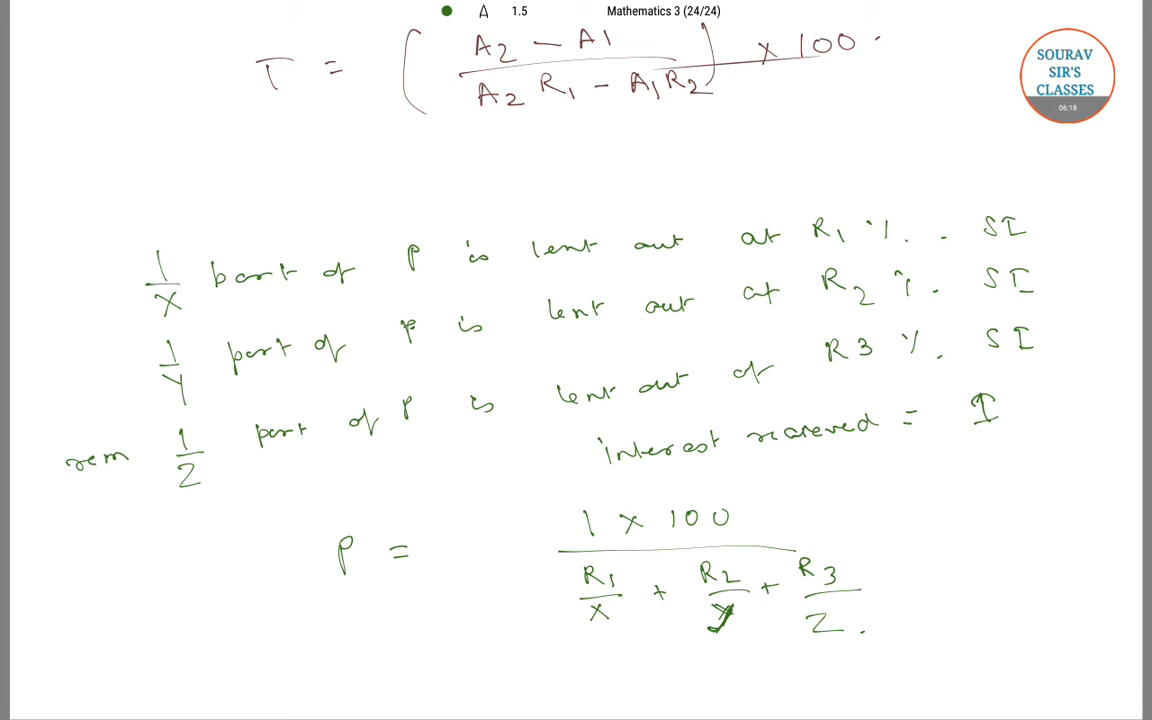 A 1.5 Mathematics 3 (24/24)
T = ( A2 - A1 / A2 R1 - A1 R2 ) × 100.
SOURAV
SIR'S
CLASSES
06:18
1/X part of P is lent out at R1 %. . SI
1/Y part of P is lent out at R2 %. SI
rem 1/Z part of P is lent out at R3 %. SI
interest received = I
P = 1 × 100 / R1/X + R2/y + R3/Z .